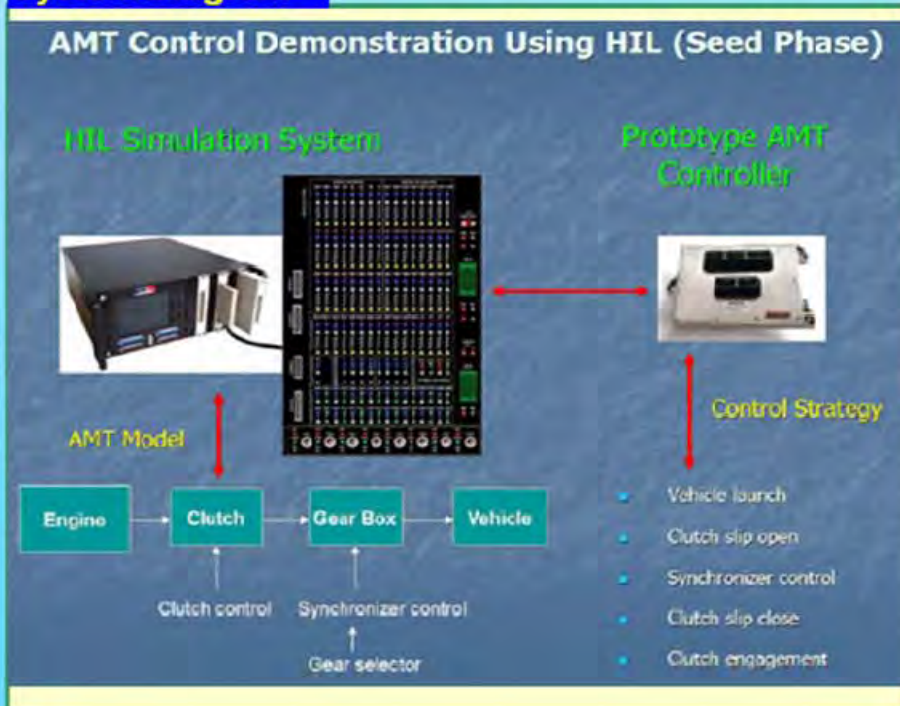 AMT Control Demonstration Using HIL (Seed Phase)
HIL Simulation System
Prototype AMT
Controller
AMT Model
Control Strategy
Engine
Clutch
Gear Box
Vehicle
Clutch control
Synchronizer control
Gear selector
Vehicle launch
Clutch slip open
Synchronizer control
Clutch slip close
Clutch engagement